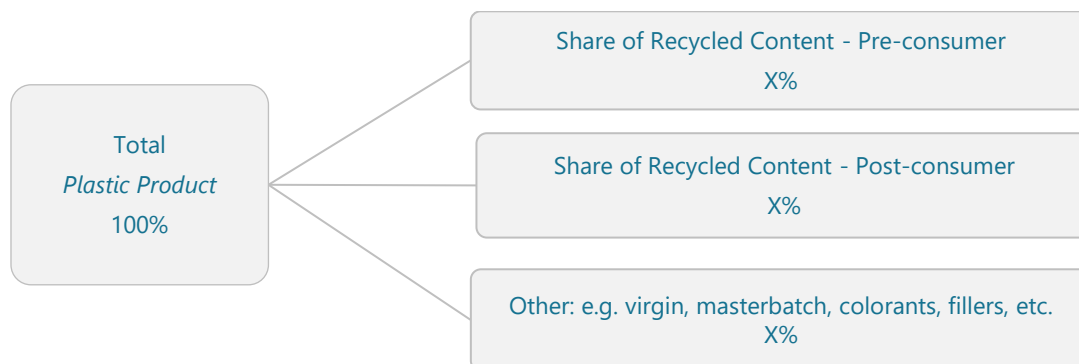 Total
Plastic Product
100%
Share of Recycled Content - Pre-consumer
X%
Share of Recycled Content - Post-consumer
X%
Other: e.g. virgin, masterbatch, colorants, fillers, etc.
X%